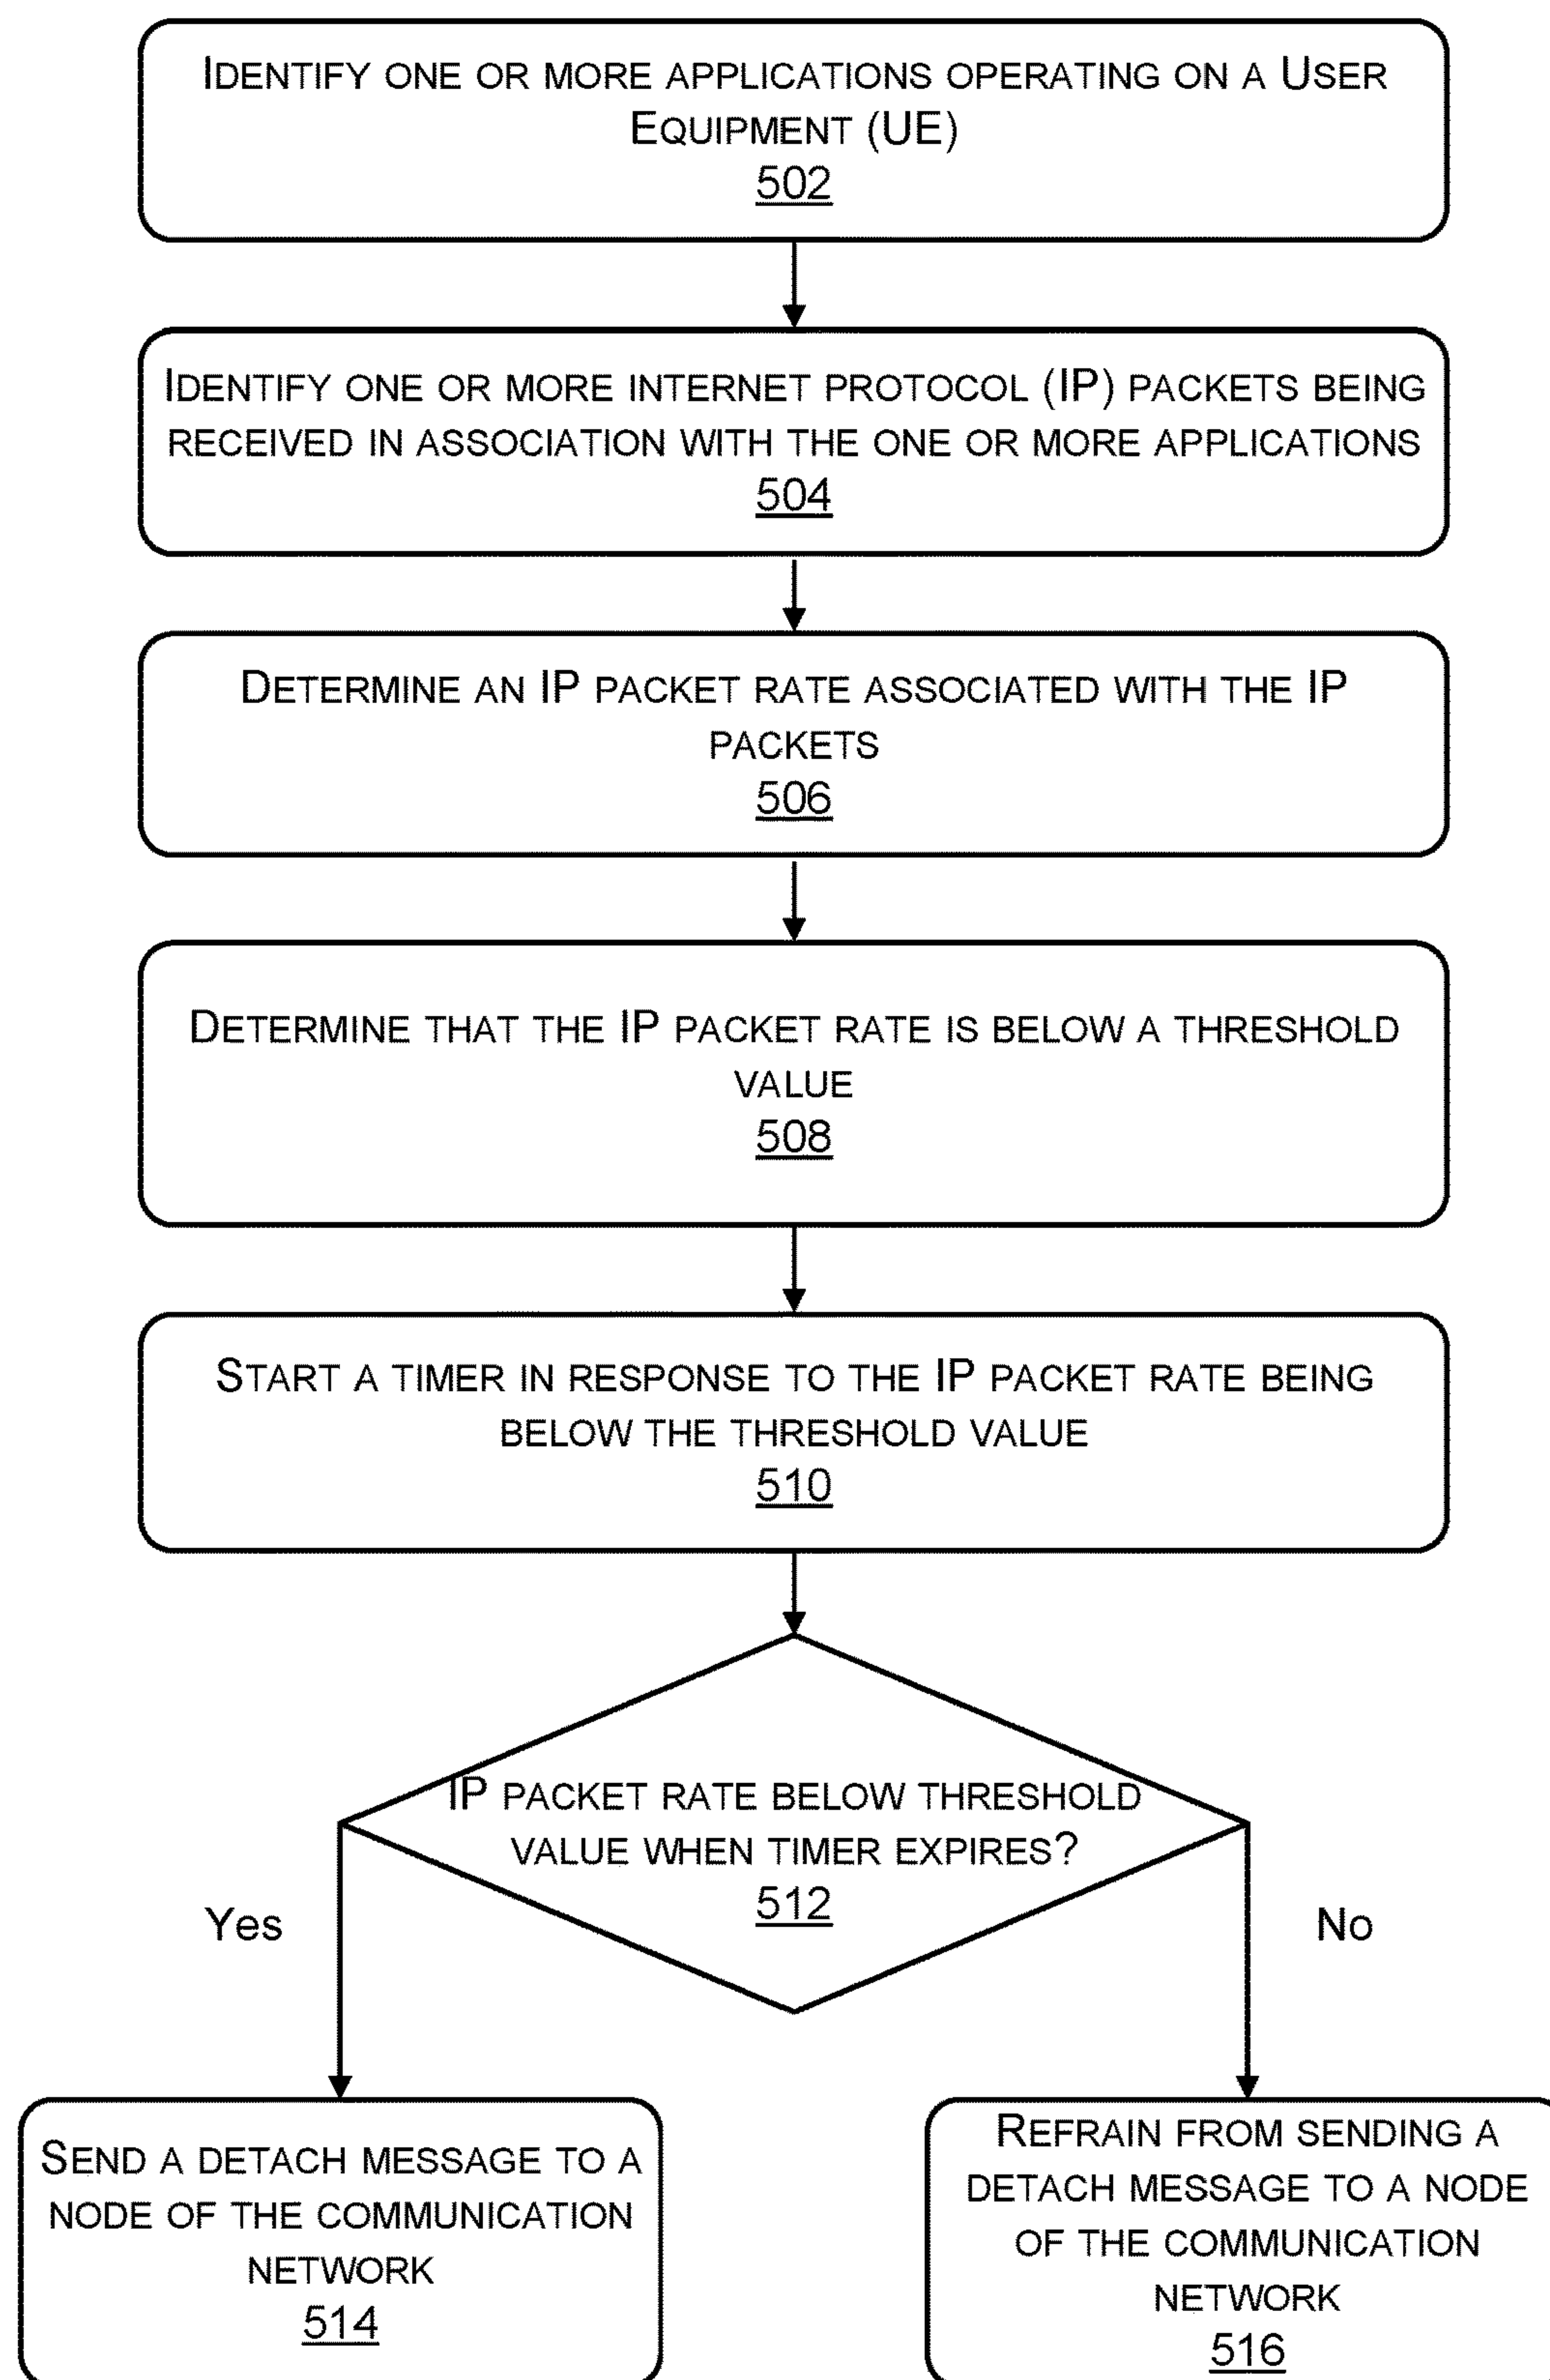 IDENTIFY ONE OR MORE APPLICATIONS OPERATING ON A USER
EQUIPMENT (UE)
502
IDENTIFY ONE OR MORE INTERNET PROTOCOL (IP) PACKETS BEING
RECEIVED IN ASSOCIATION WITH THE ONE OR MORE APPLICATIONS
504
DETERMINE AN IP PACKET RATE ASSOCIATED WITH THE IP
PACKETS
506
DETERMINE THAT THE IP PACKET RATE IS BELOW A THRESHOLD
VALUE
508
START A TIMER IN RESPONSE TO THE IP PACKET RATE BEING
BELOW THE THRESHOLD VALUE
510
IP PACKET RATE BELOW THRESHOLD
VALUE WHEN TIMER EXPIRES?
512
Yes
No
SEND A DETACH MESSAGE TO A
NODE OF THE COMMUNICATION
NETWORK
514
REFRAIN FROM SENDING A
DETACH MESSAGE TO A NODE
OF THE COMMUNICATION
NETWORK
516